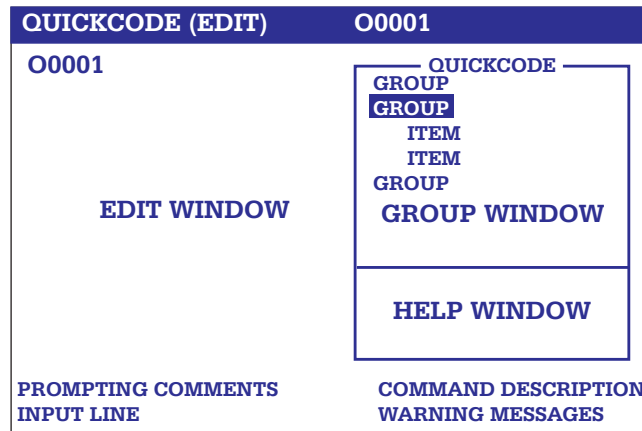 QUICKCODE (EDIT) O0001
O0001
QUICKCODE
GROUP
GROUP
ITEM
ITEM
GROUP
EDIT WINDOW
GROUP WINDOW
HELP WINDOW
PROMPTING COMMENTS
INPUT LINE
COMMAND DESCRIPTION
WARNING MESSAGES